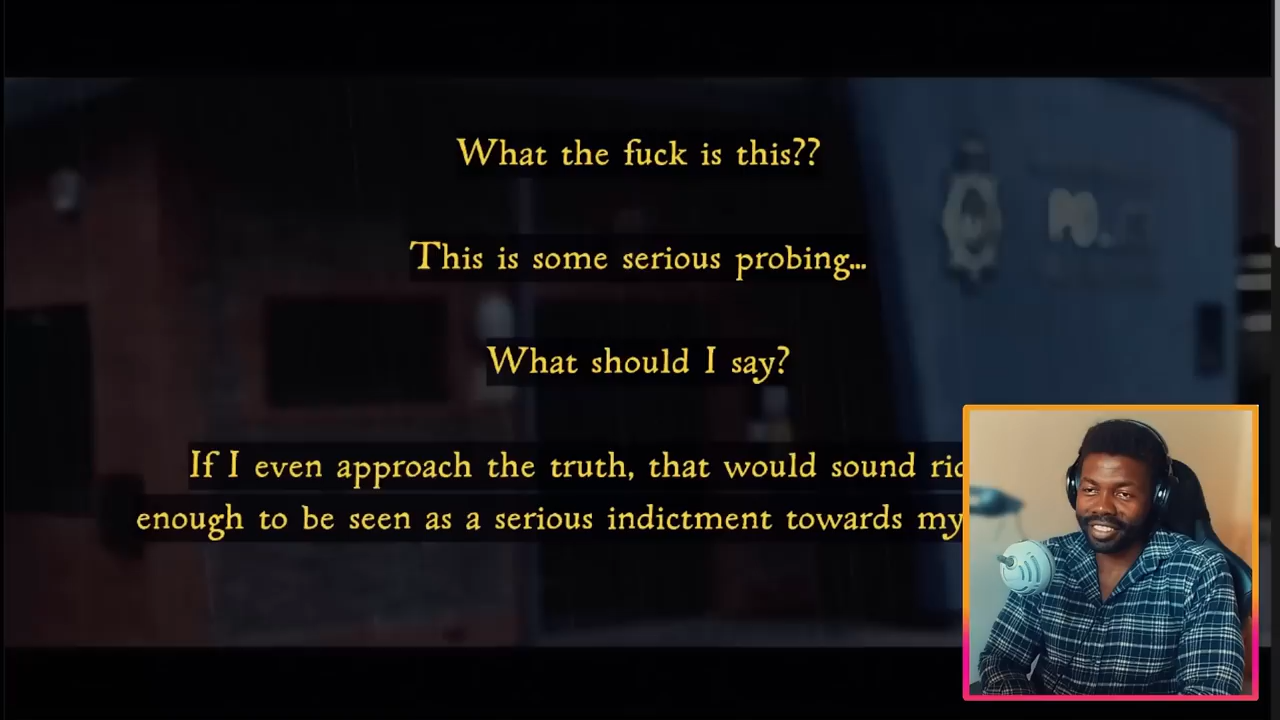 What the fuck is this??
This is some serious probing...
What should I say?
If I even approach the truth, that would sound
enough to be seen as a serious indictment towards my